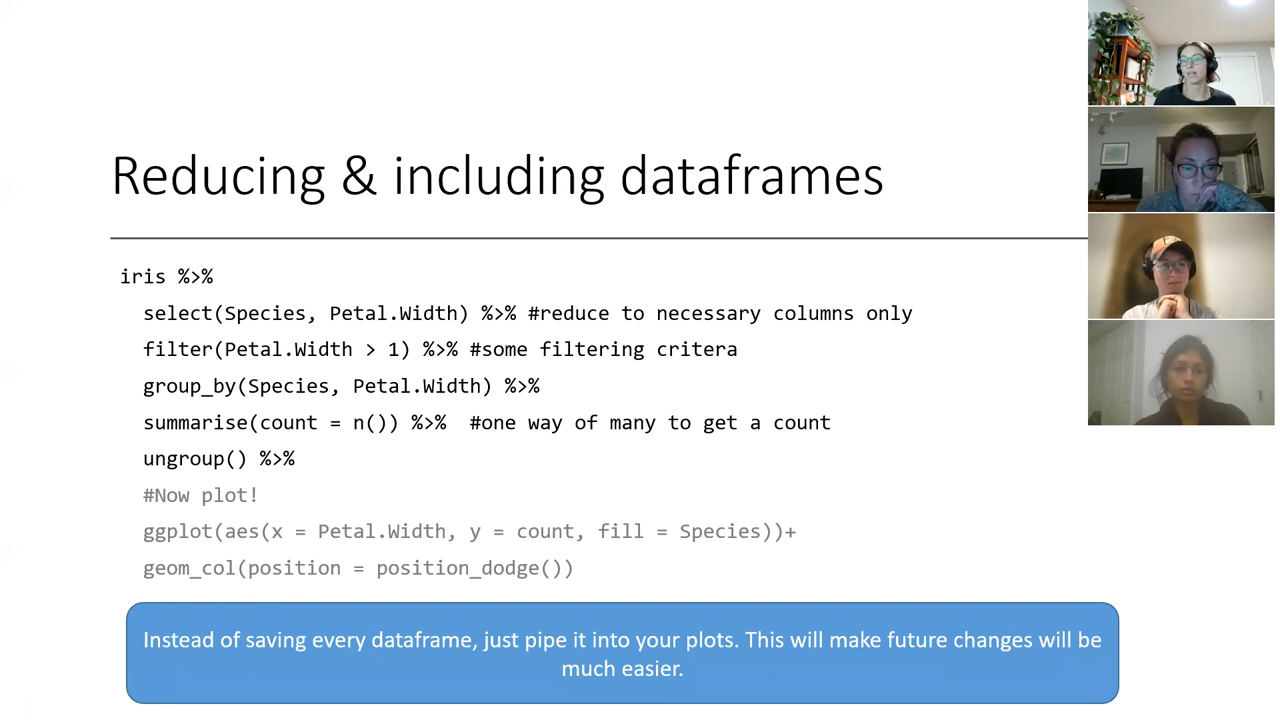 Reducing & including dataframes
iris %>%
select(Species, Petal.Width) %>% #reduce to necessary columns only
filter(Petal.Width > 1) %>% #some filtering critera
group_by(Species, Petal.Width) %>%
summarise(count = n()) %>%  #one way of many to get a count
ungroup() %>%
#Now plot!
ggplot(aes(x = Petal.Width, y = count, fill = Species))+
geom_col(position = position_dodge())
Instead of saving every dataframe, just pipe it into your plots. This will make future changes will be
much easier.